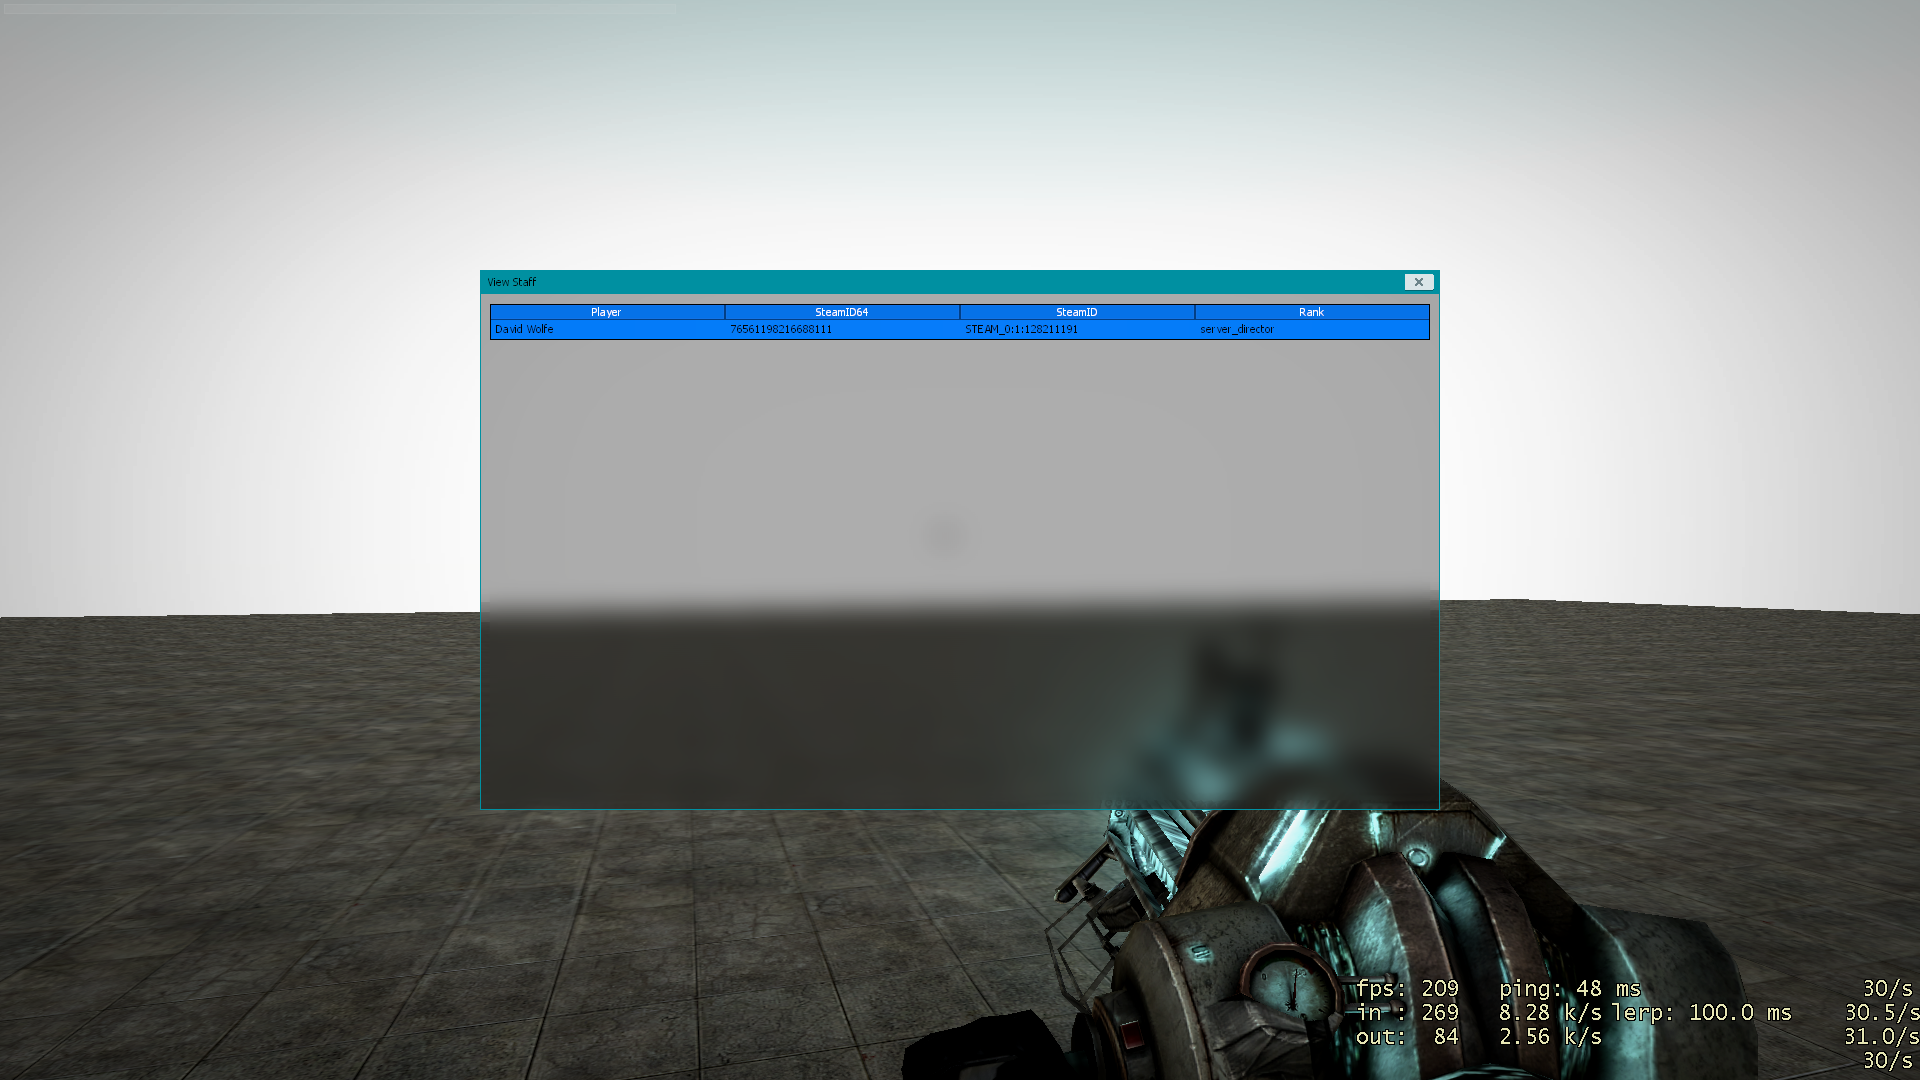 View Staff
Player SteamID64 SteamID Rank
David Wolfe 76561198216688111 STEAM_0:1:128211191 server_director
fps: 209 ping: 48 ms 30/s
in : 269 8.28 k/s lerp: 100.0 ms 30.5/s
out: 84 2.56 k/s 31.0/s
30/s